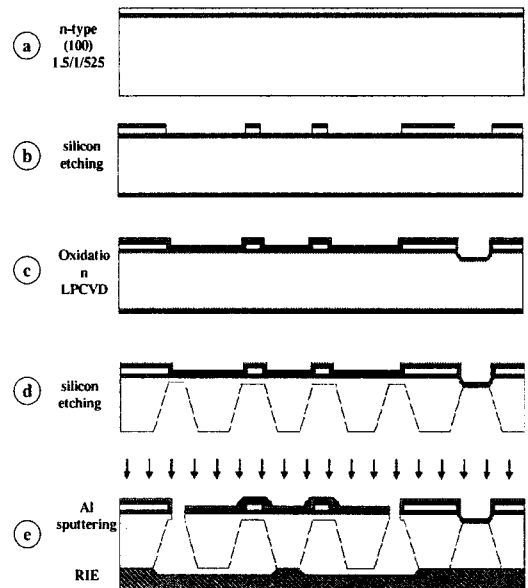 a
n-type
(100)
1.5/1/525
b
silicon
etching
c
Oxidatio
n
LPCVD
d
silicon
etching
e
Al
sputtering
RIE